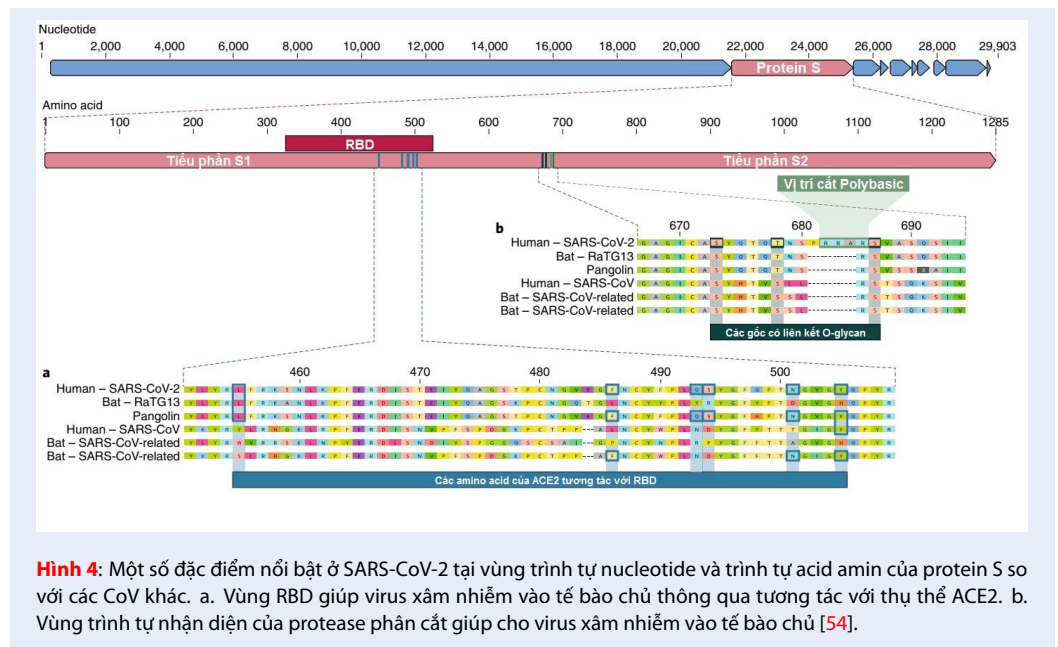 Nucleotide
1 2,000 4,000 6,000 8,000 10,000 12,000 14,000 16,000 18,000 20,000 22,000 24,000 26,000 28,000 29,903
Protein S
Amino acid
1 100 200 300 400 500 600 700 800 900 1000 1100 1200 1285
RBD
Tiểu phần S1 Tiểu phần S2
Vị trí cắt Polybasic
b 670 680 690
Human – SARS-CoV-2 G A G I C A S Y Q T Q T N S P R R A R S V A S Q S I I
Bat – RaTG13 G A G I C A S Y Q T Q T N S ---- R S V A S Q S I I
Pangolin G A G I C A S Y Q T Q T N S ---- R S V S S X A I I
Human – SARS-CoV G A G I C A S Y H T V S L L ---- R S T S Q K S I V
Bat – SARS-CoV-related G A G I C A S Y H T V S S L ---- R S T S Q K S I V
Bat – SARS-CoV-related G A G I C A S Y H T V S S L ---- R S T S Q K S I V
Các gốc có liên kết O-glycan
a 460 470 480 490 500
Human – SARS-CoV-2 Y L Y R L F R K S N L K P F E R D I S T E I Y Q A G S T P C N G V E G F N C Y F P L Q S Y G F Q P T N G V G Y Q P Y R
Bat – RaTG13
Pangolin
Human – SARS-CoV
Bat – SARS-CoV-related
Bat – SARS-CoV-related
Các amino acid của ACE2 tương tác với RBD
Hình 4: Một số đặc điểm nổi bật ở SARS-CoV-2 tại vùng trình tự nucleotide và trình tự acid amin của protein S so
với các CoV khác. a. Vùng RBD giúp virus xâm nhiễm vào tế bào chủ thông qua tương tác với thụ thể ACE2. b.
Vùng trình tự nhận diện của protease phân cắt giúp cho virus xâm nhiễm vào tế bào chủ [54].